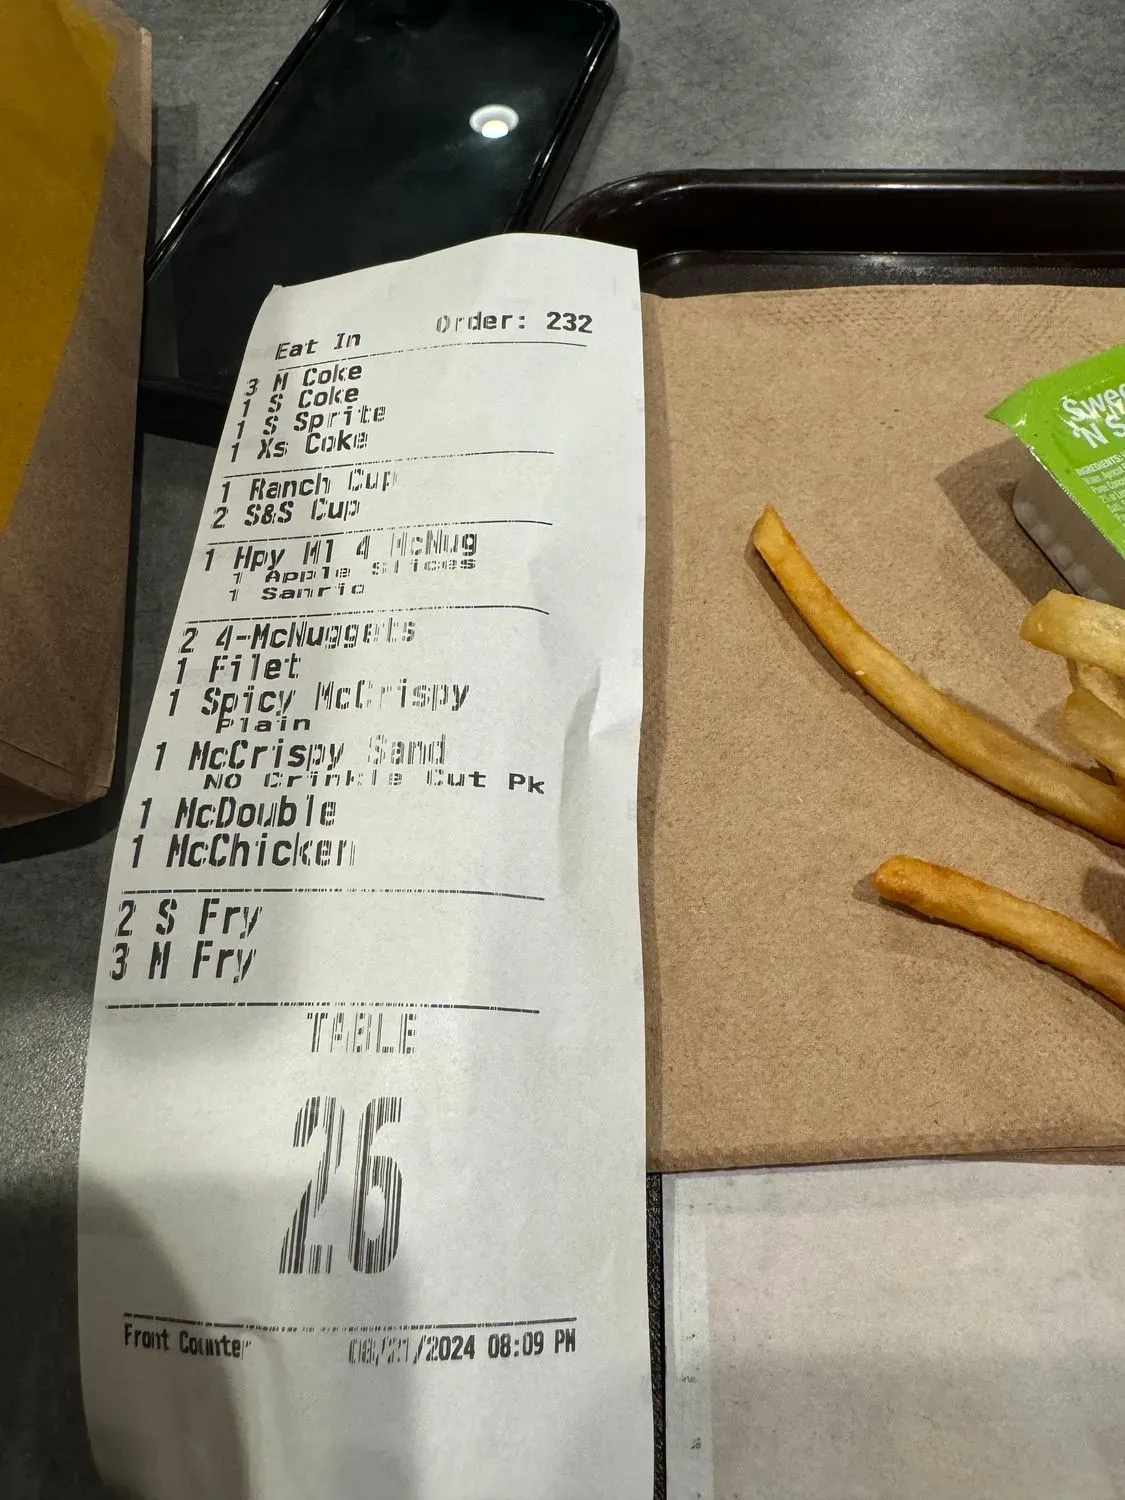 Order: 232
Eat In
3 M Coke
1 S Coke
1 S Sprite
1 Xs Coke
1 Ranch Cup
2 S&S Cup
1 Hpy Ml 4 McNug
1 Apple Slices
1 Sanrio
2 4-McNuggets
1 Filet
1 Spicy McCrispy
Plain
1 McCrispy Sand
NO Crinkle Cut Pk
1 McDouble
1 McChicken
2 S Fry
3 M Fry
TABLE
26
Front Counter 08/21/2024 08:09 PM
Swee
'N S
INGREDIENTS: